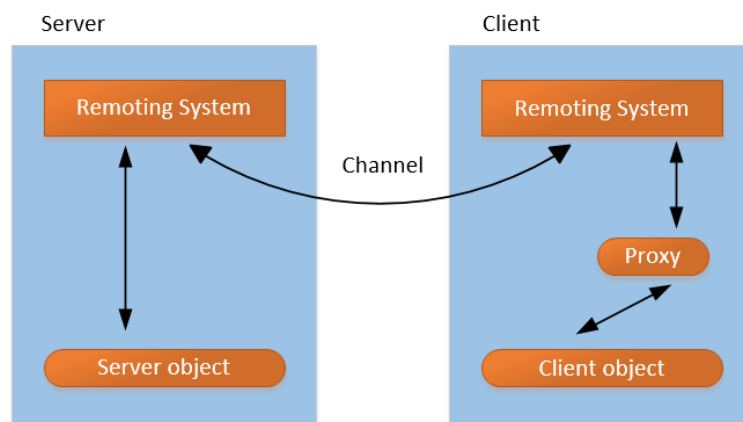 Server
Client
Remoting System
Remoting System
Channel
Proxy
Server object
Client object